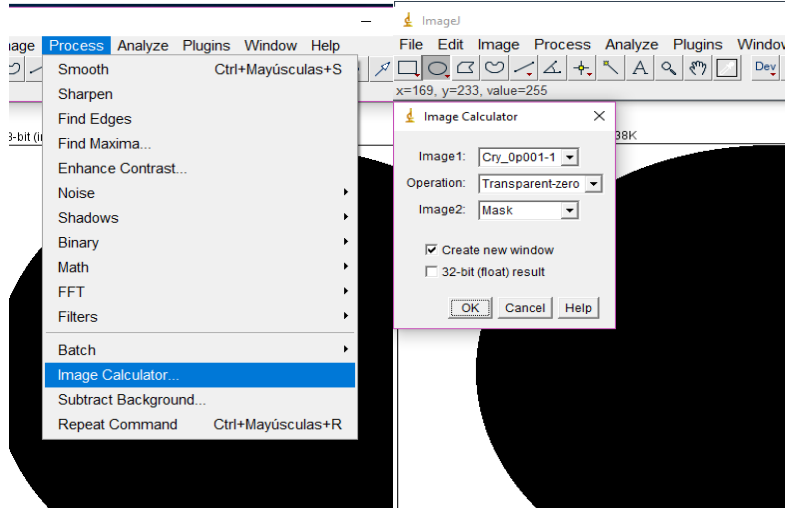 Process Analyze Plugins Window Help
Smooth Ctrl+Mayúsculas+S
Sharpen
Find Edges
Find Maxima...
Enhance Contrast...
Noise
Shadows
Binary
Math
FFT
Filters
Batch
Image Calculator...
Subtract Background...
Repeat Command Ctrl+Mayúsculas+R
ImageJ
File Edit Image Process Analyze Plugins Window
A Dev
x=169, y=233, value=255
Image Calculator
38K
Image1: Cry_0p001-1
Operation: Transparent-zero
Image2: Mask
Create new window
32-bit (float) result
OK Cancel Help